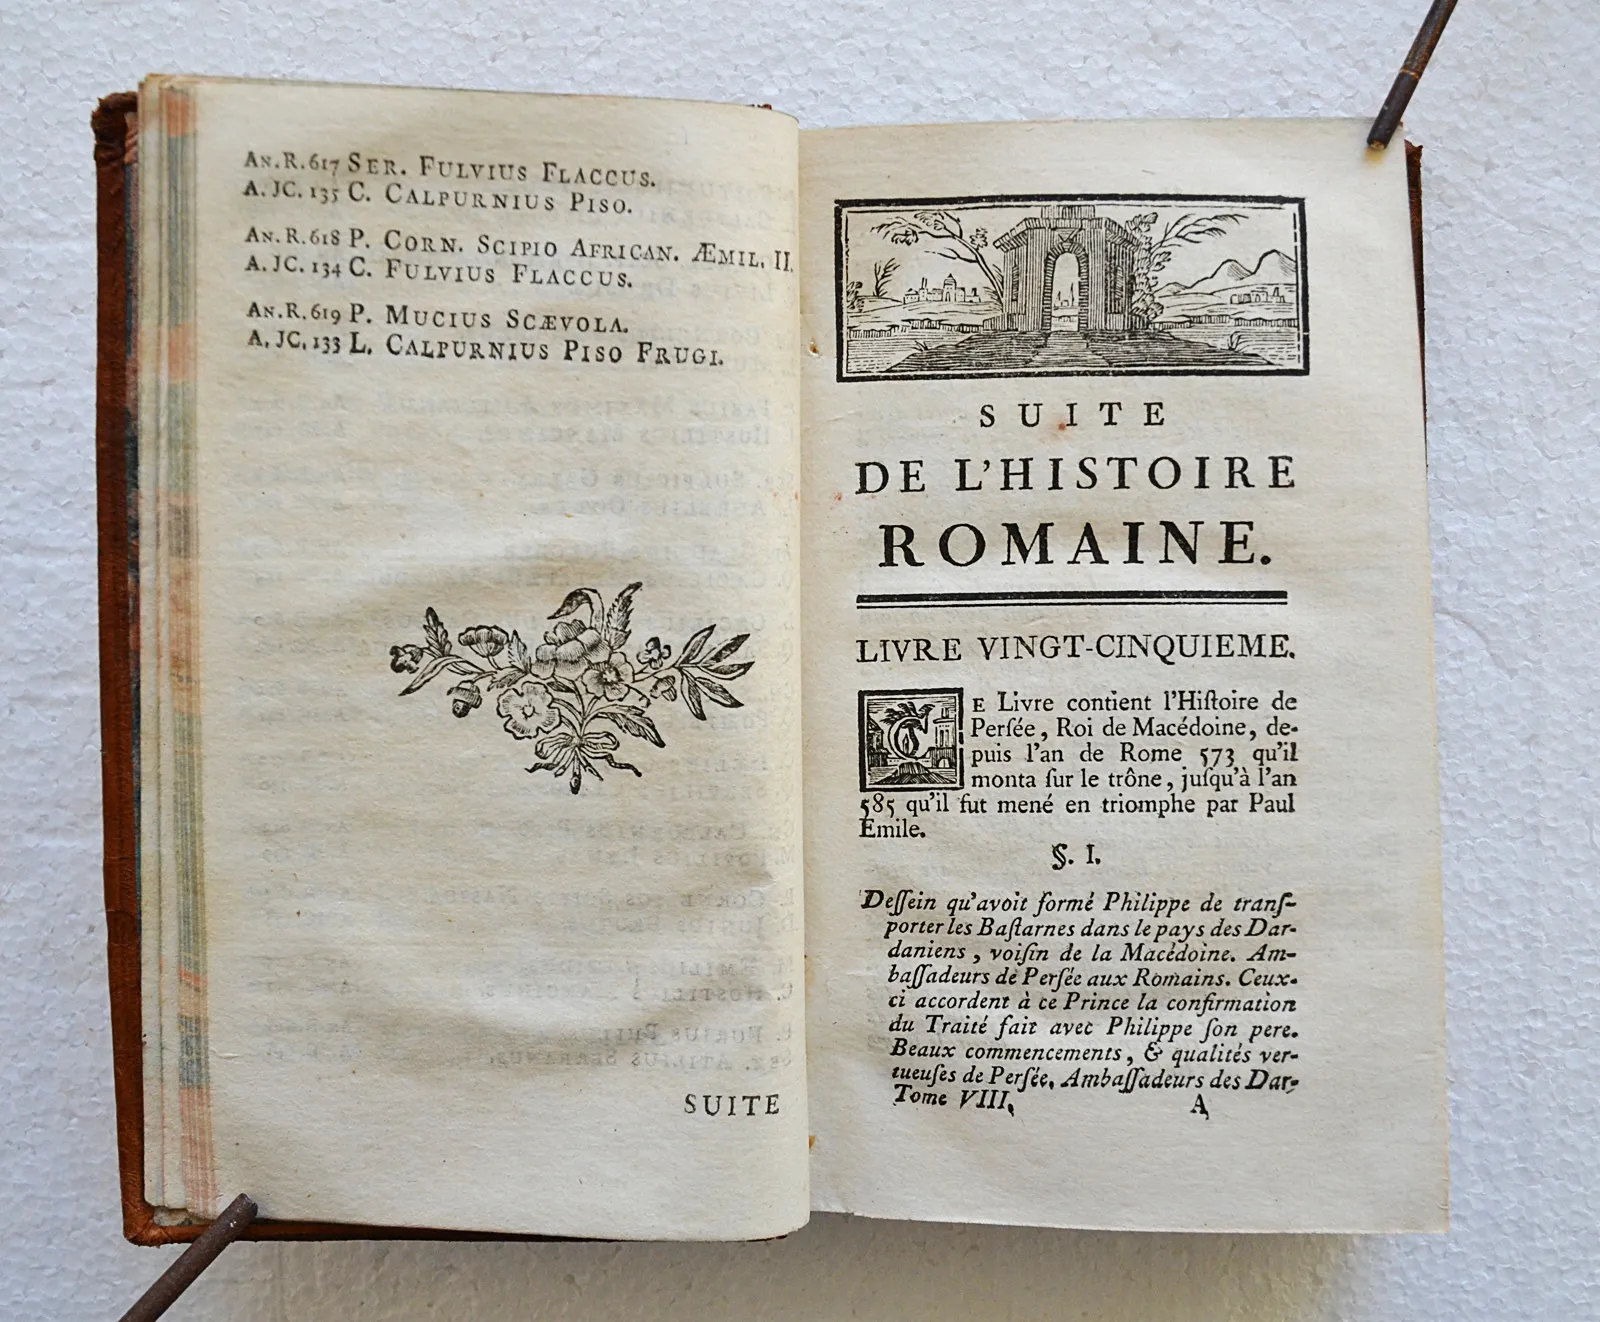 An.R.617 Ser. Fulvius Flaccus.
A. JC. 135 C. Calpurnius Piso.
An.R.618 P. Corn. Scipio African. Æmil. II.
A. JC. 134 C. Fulvius Flaccus.
An.R.619 P. Mucius Scævola.
A. JC. 133 L. Calpurnius Piso Frugi.
SUITE
SUITE
DE L'HISTOIRE
ROMAINE.
LIVRE VINGT-CINQUIEME.
CE Livre contient l'Hiſtoire de
Perſée, Roi de Macédoine, de-
puis l'an de Rome 573 qu'il
monta ſur le trône, juſqu'à l'an
585 qu'il fut mené en triomphe par Paul
Emile.
§. I.
Deſſein qu'avoit formé Philippe de tranſ-
porter les Baſtarnes dans le pays des Dar-
daniens, voiſin de la Macédoine. Am-
baſſadeurs de Perſée aux Romains. Ceux-
ci accordent à ce Prince la confirmation
du Traité fait avec Philippe ſon pere.
Beaux commencements, & qualités ver-
tueuſes de Perſée. Ambaſſadeurs des Dar-
Tome VIII. A